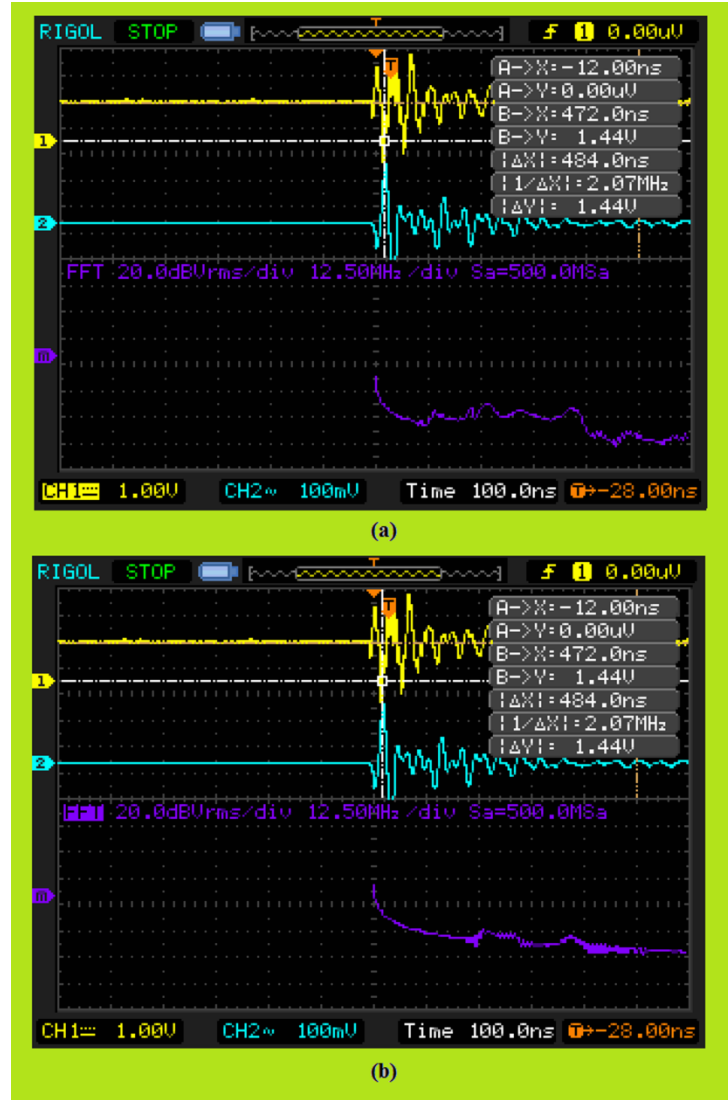 RIGOL STOP 1 0.00uV
T
T
A->X:-12.00ns
A->Y:0.00uV
B->X:472.0ns
B->Y: 1.44V
|ΔX|:484.0ns
|1/ΔX|:2.07MHz
|ΔY|: 1.44V
1
2
FFT 20.0dBVrms/div 12.50MHz/div Sa=500.0MSa
m
CH1 1.00V CH2~ 100mV Time 100.0ns T→-28.00ns
(a)
RIGOL STOP 1 0.00uV
T
T
A->X:-12.00ns
A->Y:0.00uV
B->X:472.0ns
B->Y: 1.44V
|ΔX|:484.0ns
|1/ΔX|:2.07MHz
|ΔY|: 1.44V
1
2
FFT 20.0dBVrms/div 12.50MHz/div Sa=500.0MSa
m
CH1 1.00V CH2~ 100mV Time 100.0ns T→-28.00ns
(b)